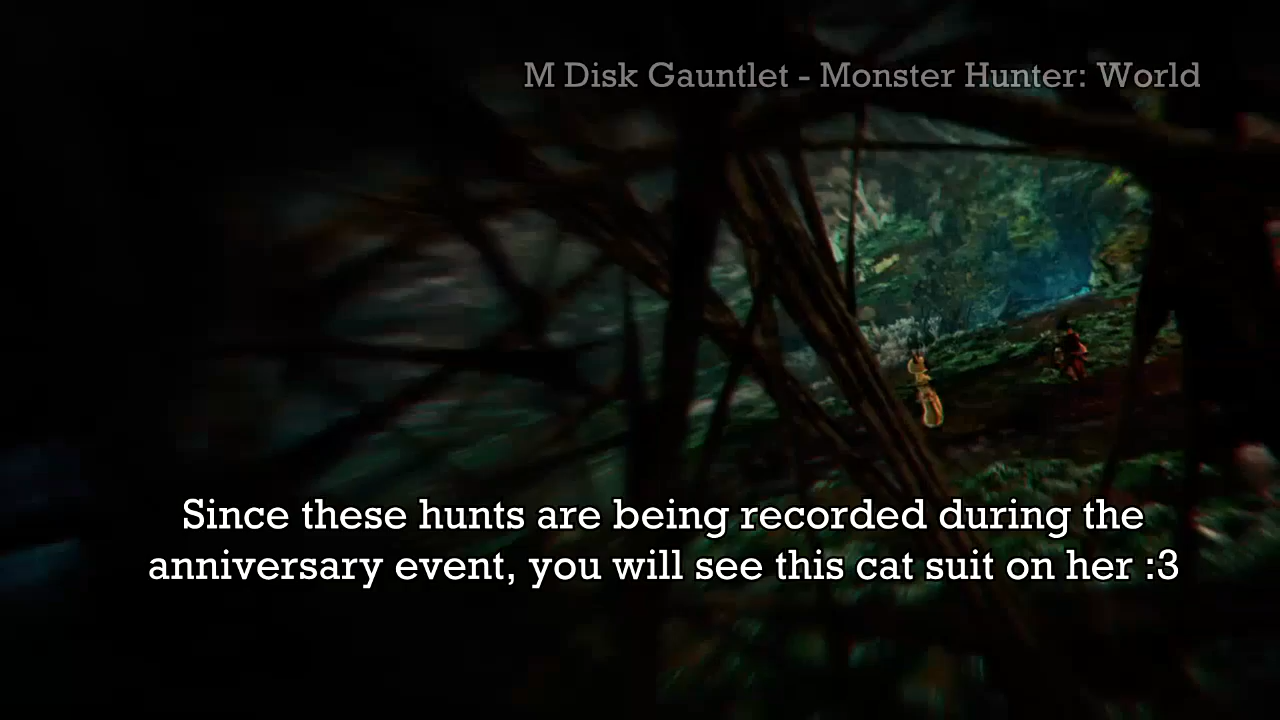 M Disk Gauntlet - Monster Hunter: World
Since these hunts are being recorded during the
anniversary event, you will see this cat suit on her :3